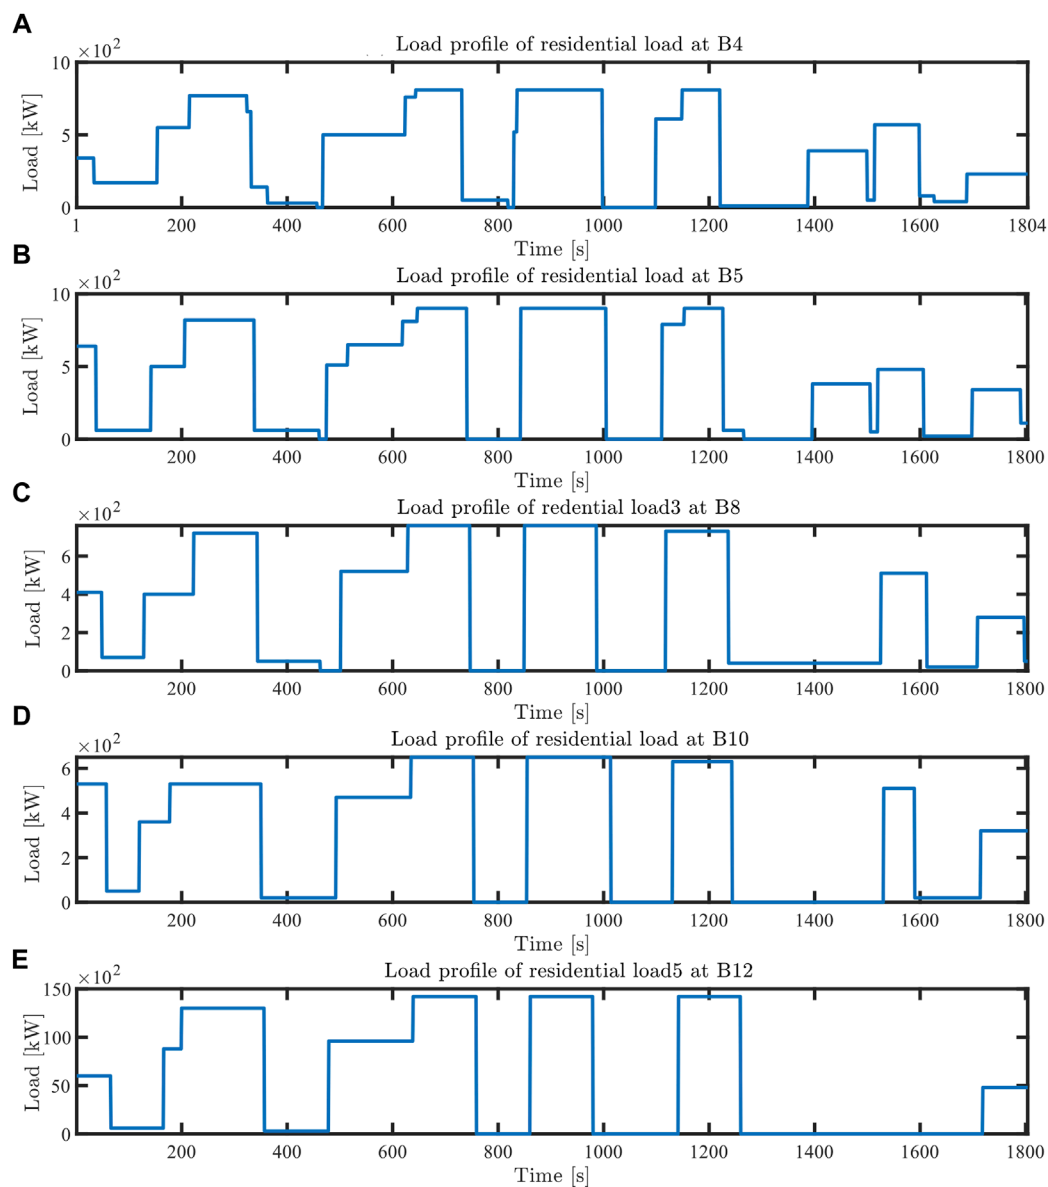 A
Load profile of residential load at B4
×10²
10
5
0
Load [kW]
1 200 400 600 800 1000 1200 1400 1600 1804
Time [s]
B
Load profile of residential load at B5
×10²
10
5
0
Load [kW]
200 400 600 800 1000 1200 1400 1600 1800
Time [s]
C
Load profile of redential load3 at B8
×10²
6
4
2
0
Load [kW]
200 400 600 800 1000 1200 1400 1600 1800
Time [s]
D
Load profile of residential load at B10
×10²
6
4
2
0
Load [kW]
200 400 600 800 1000 1200 1400 1600 1800
Time [s]
E
Load profile of residential load5 at B12
×10²
150
100
50
0
Load [kW]
200 400 600 800 1000 1200 1400 1600 1800
Time [s]